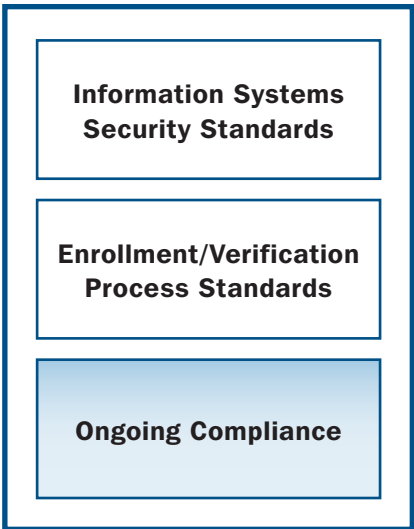 Information Systems
Security Standards
Enrollment/Verification
Process Standards
Ongoing Compliance